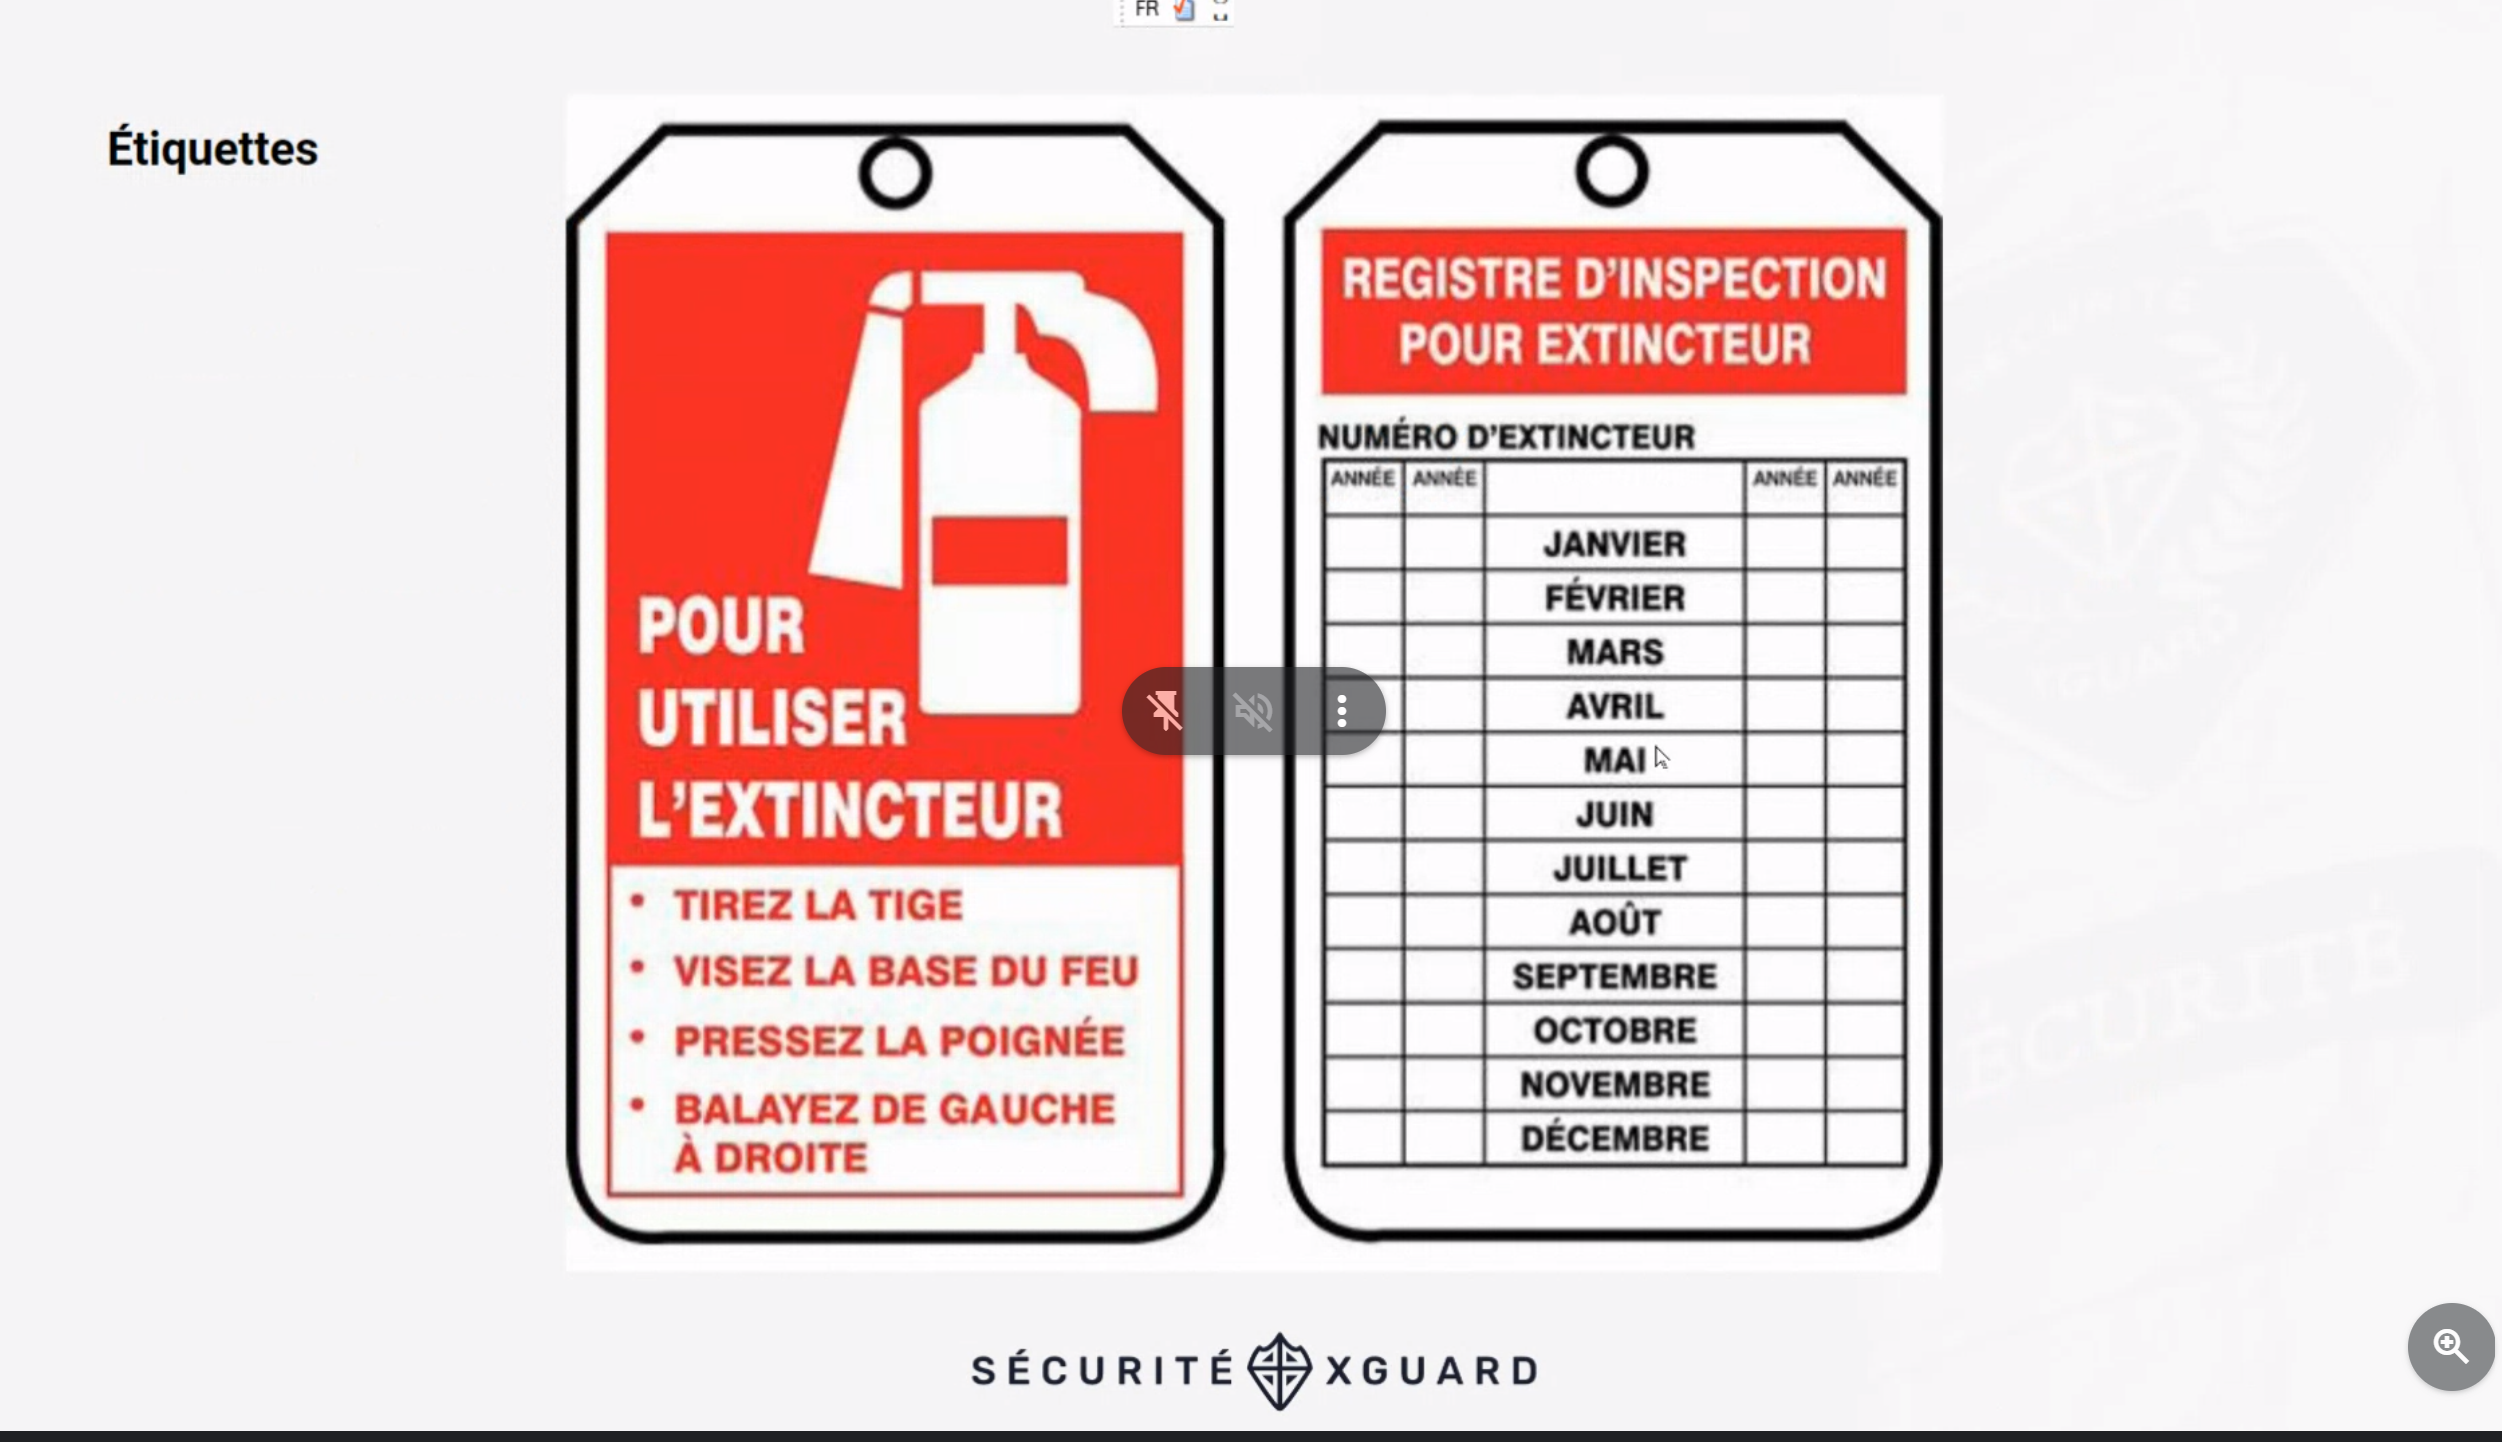 FR
Étiquettes
POUR
UTILISER
L'EXTINCTEUR
• TIREZ LA TIGE
• VISEZ LA BASE DU FEU
• PRESSEZ LA POIGNÉE
• BALAYEZ DE GAUCHE
À DROITE
REGISTRE D'INSPECTION
POUR EXTINCTEUR
NUMÉRO D'EXTINCTEUR
ANNÉE ANNÉE ANNÉE ANNÉE
JANVIER
FÉVRIER
MARS
AVRIL
MAI
JUIN
JUILLET
AOÛT
SEPTEMBRE
OCTOBRE
NOVEMBRE
DÉCEMBRE
SÉCURITÉ XGUARD